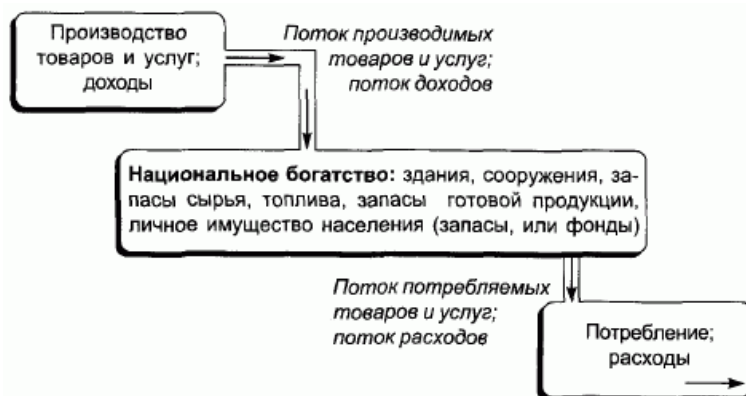 Производство
товаров и услуг;
доходы
Поток производимых
товаров и услуг;
поток доходов
Национальное богатство: здания, сооружения, за-
пасы сырья, топлива, запасы готовой продукции,
личное имущество населения (запасы, или фонды)
Поток потребляемых
товаров и услуг;
поток расходов
Потребление;
расходы